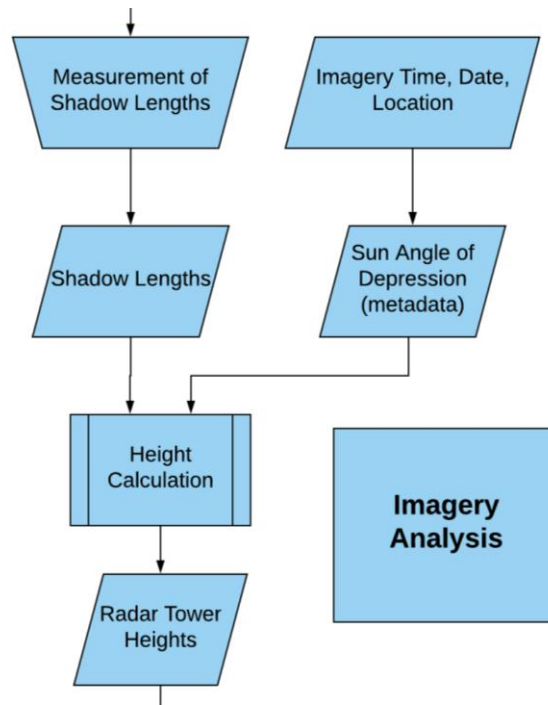 Measurement of
Shadow Lengths
Imagery Time, Date,
Location
Shadow Lengths
Sun Angle of
Depression
(metadata)
Height
Calculation
Imagery
Analysis
Radar Tower
Heights